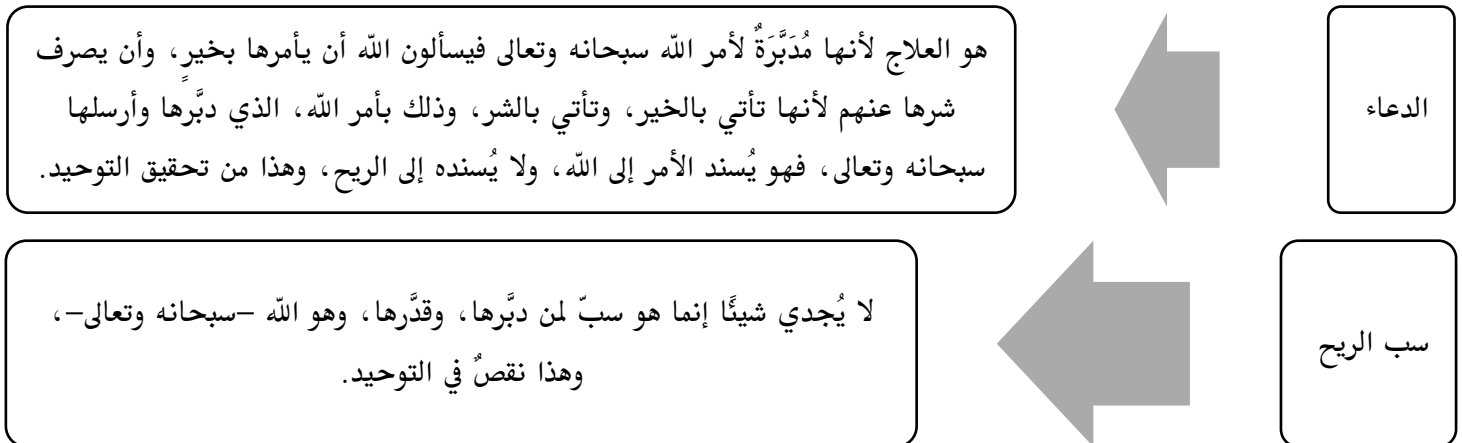 الدعاء
هو العلاج لأنها مُدَبَّرَةٌ لأمر الله سبحانه وتعالى فيسألون الله أن يأمرها بخيرٍ، وأن يصرف
شرها عنهم لأنها تأتي بالخير، وتأتي بالشر، وذلك بأمر الله، الذي دبَّرها وأرسلها
سبحانه وتعالى، فهو يُسند الأمر إلى الله، ولا يُسنده إلى الريح، وهذا من تحقيق التوحيد.
سب الريح
لا يُجدي شيئًا إنما هو سبّ لمن دبَّرها، وقدَّرها، وهو الله –سبحانه وتعالى–،
وهذا نقصٌ في التوحيد.